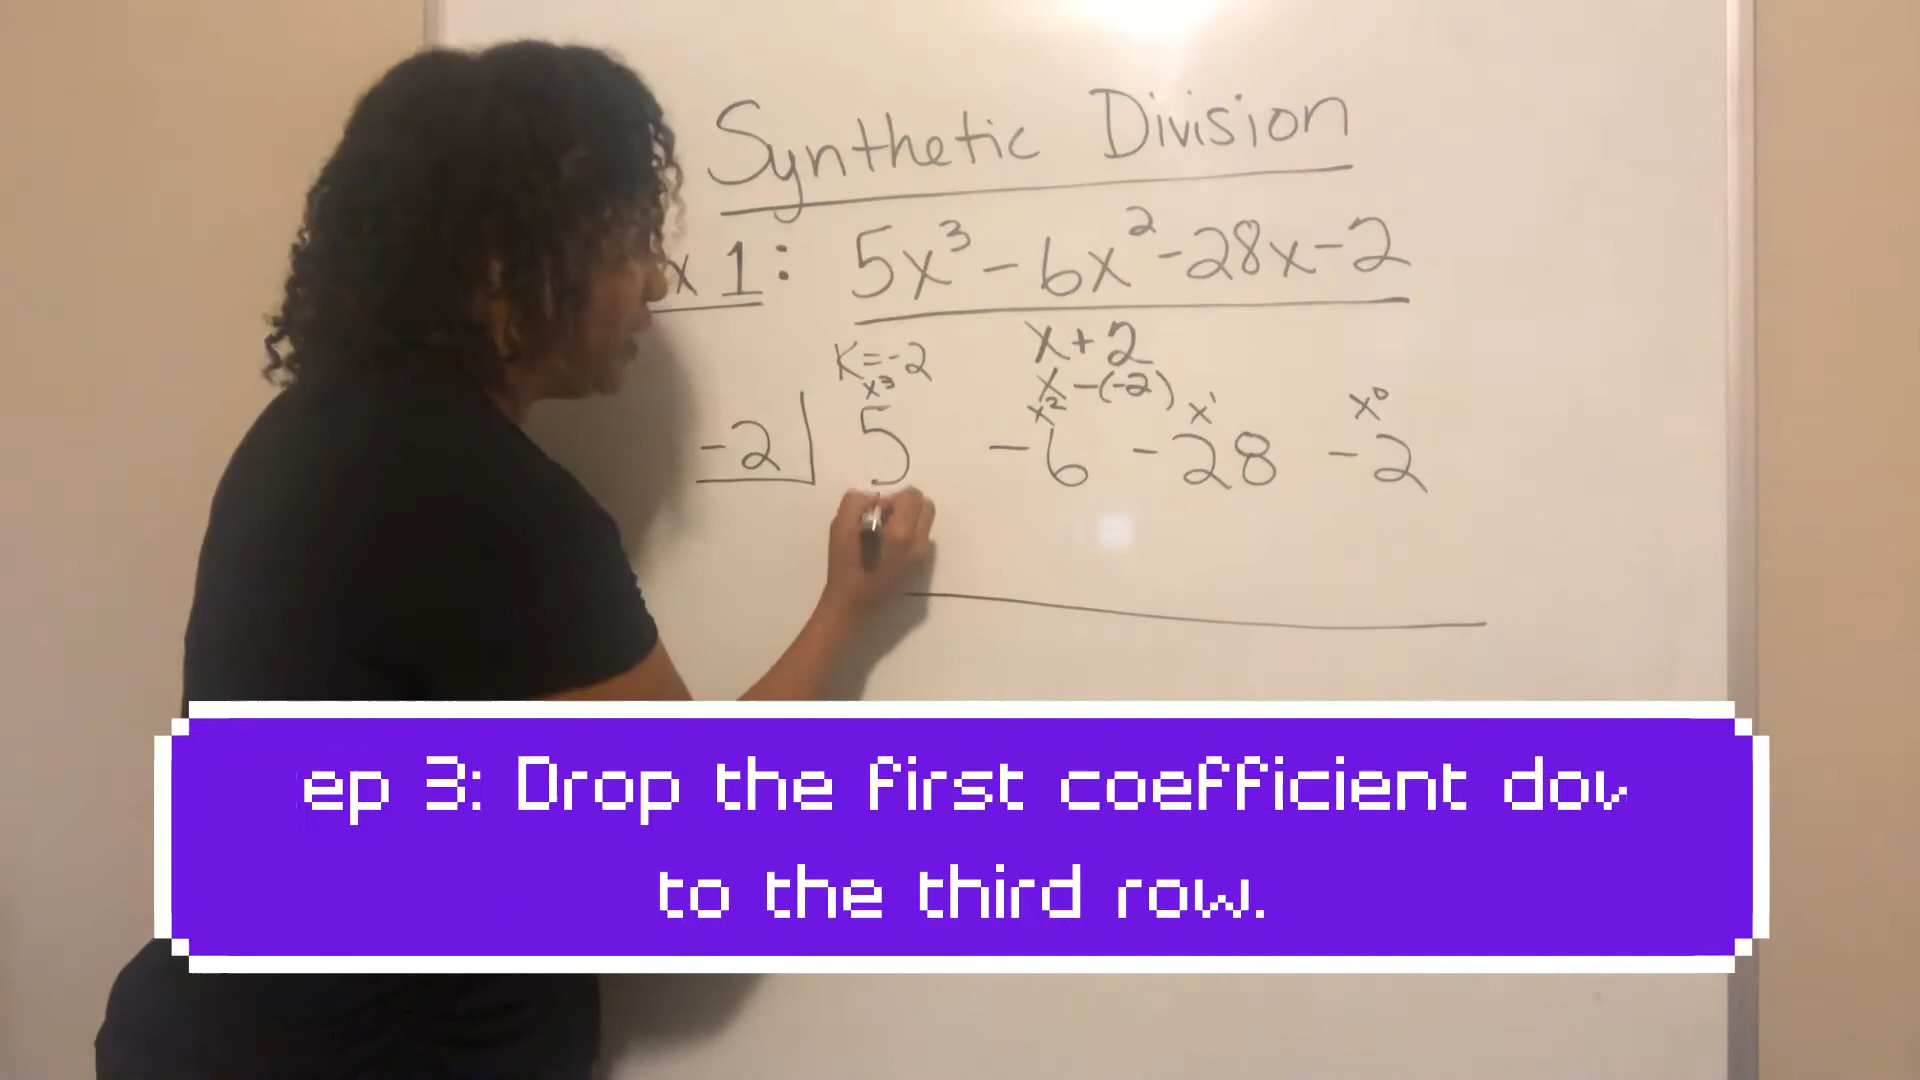 Synthetic Division
x 1: 5x³ - 6x² - 28x - 2
x + 2
K = -2
x - (-2)
x³ x² x¹ x⁰
-2 5 -6 -28 -2
ep 3: Drop the first coefficient
to the third row.